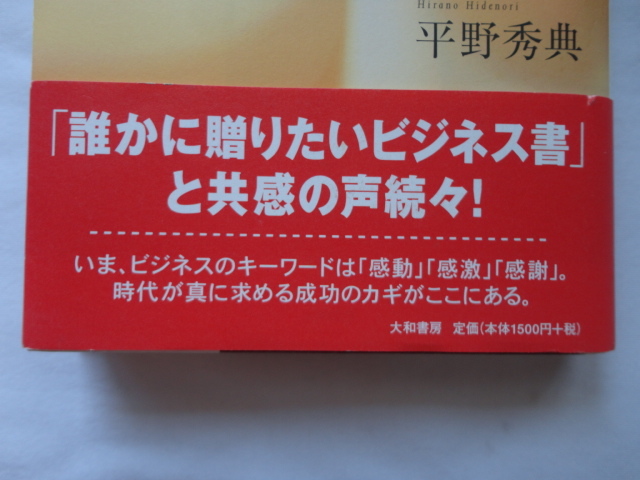 Hirano Hidenori
平野秀典
「誰かに贈りたいビジネス書」
と共感の声続々!
いま、ビジネスのキーワードは「感動」「感激」「感謝」。
時代が真に求める成功のカギがここにある。
大和書房 定価(本体1500円+税)